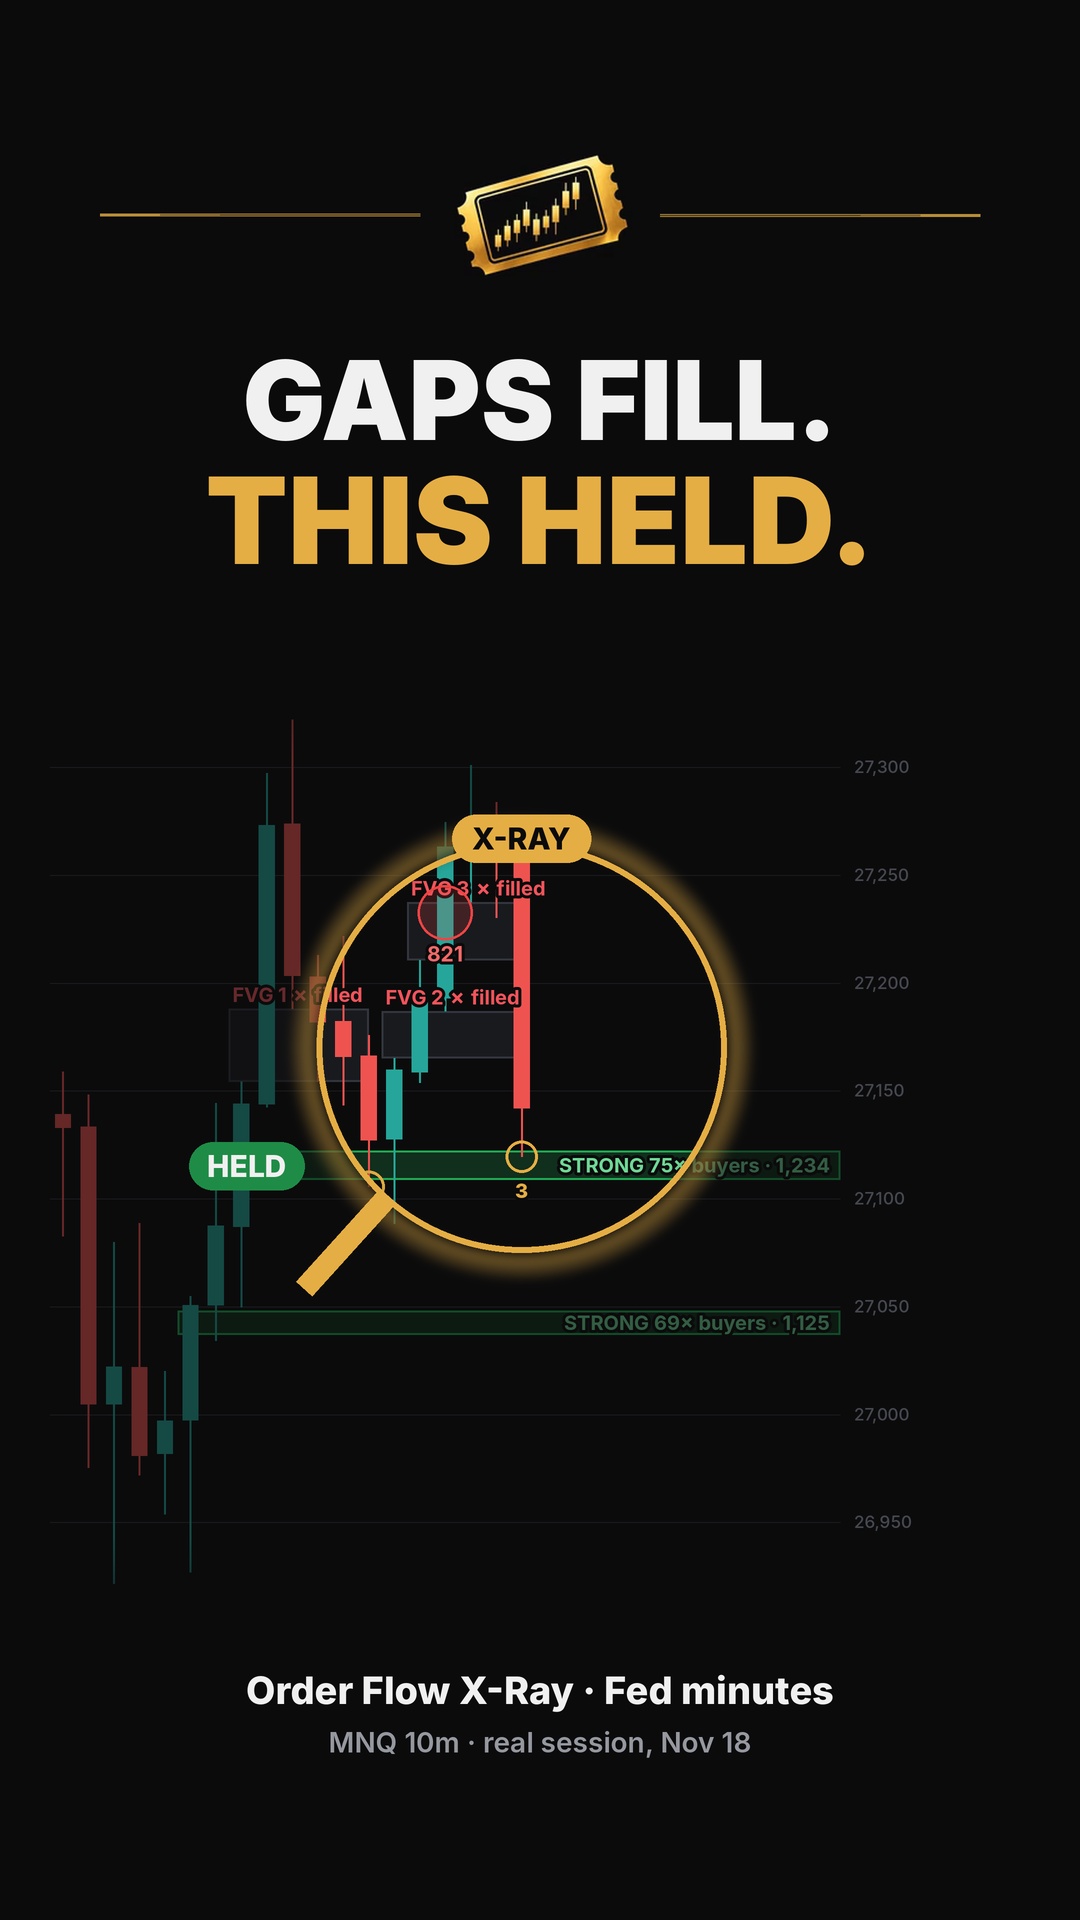 GAPS FILL.
THIS HELD.
27,300
X-RAY
27,250
FVG 3 × filled
821
27,200
FVG 1 × filled
FVG 2 × filled
27,150
HELD
STRONG 75× buyers · 1,234
3
27,100
27,050
STRONG 69× buyers · 1,125
27,000
26,950
Order Flow X-Ray · Fed minutes
MNQ 10m · real session, Nov 18